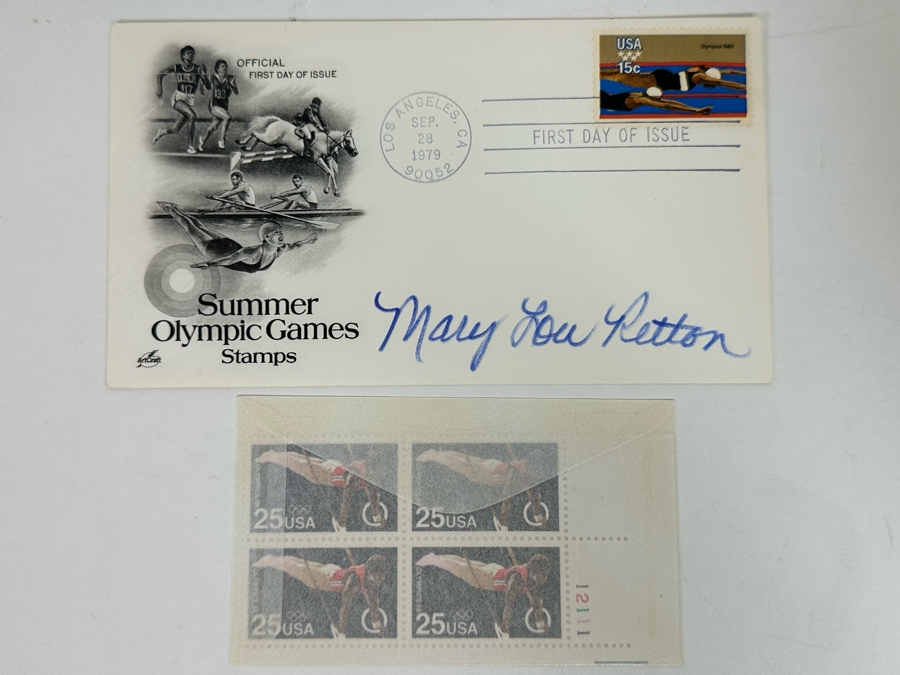 OFFICIAL
FIRST DAY OF ISSUE
USA
15c
Olympics 1980
LOS ANGELES, CA
SEP.
28
1979
90052
FIRST DAY OF ISSUE
Summer
Olympic Games
Stamps
ArtCraft
Mary Lou Retton
25USA
25USA
25USA
25USA
12111